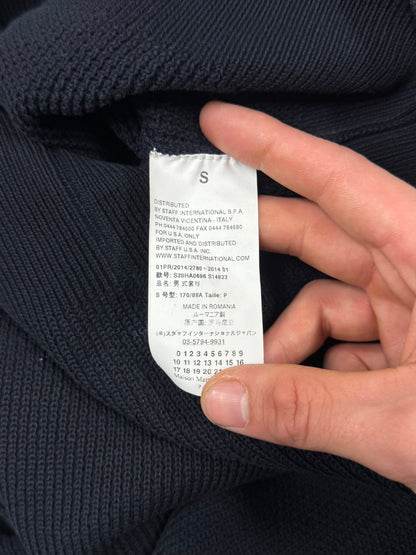 S
DISTRIBUTED
BY STAFF INTERNATIONAL S.P.A.
NOVENTA VICENTINA - ITALY
PH 0444 784500 FAX 0444 784580
FOR U.S.A. ONLY
IMPORTED AND DISTRIBUTED
BY STAFF U.S.A. INC.
WWW.STAFFINTERNATIONAL.COM
01PR/2014/2780 - 2014 01
款号: S30HA0696 S14823
品名: 男式套衫
S 号型: 170/88A Taille: P
MADE IN ROMANIA
ルーマニア製
原产国: 罗马尼亚
(株) スタッフインターナショナルジャパン
03-5794-9931
0 1 2 3 4 5 6 7 8 9
10 11 12 13 14 15 16
17 18 19 20 21
Maison